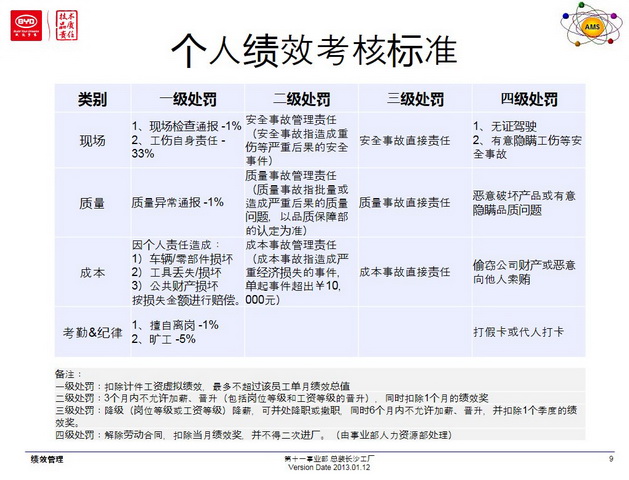 BYD
技术
品质
责信
AMS
个人绩效考核标准
类别 一级处罚 二级处罚 三级处罚 四级处罚
现场
1、现场检查通报 -1%
2、工伤自身责任 -
33%
安全事故管理责任
（安全事故指造成重
伤等严重后果的安全
事件）
安全事故直接责任
1、无证驾驶
2、有意隐瞒工伤等安
全事故
质量
质量异常通报 -1%
质量事故管理责任
（质量事故指批量或
造成严重后果的质量
问题，以品质保障部
的认定为准）
质量事故直接责任
恶意破坏产品或有意
隐瞒品质问题
成本
因个人责任造成：
1）车辆/零部件损坏
2）工具丢失/损坏
3）公共财产损坏
按损失金额进行赔偿。
成本事故管理责任
（成本事故指造成严
重经济损失的事件，
单起事件超出￥10，
000元）
成本事故直接责任
偷窃公司财产或恶意
向他人索贿
考勤&纪律
1、擅自离岗 -1%
2、旷工 -5%
打假卡或代人打卡
备注：
一级处罚：扣除计件工资虚拟绩效，最多不超过该员工单月绩效总值
二级处罚：3个月内不允许加薪、晋升（包括岗位等级和工资等级的晋升），同时扣除1个月的绩效奖
三级处罚：降级（岗位等级或工资等级）降薪，可并处降职或撤职，同时6个月内不允许加薪、晋升，并扣除1个季度的绩
效奖。
四级处罚：解除劳动合同，扣除当月绩效奖，并不得二次进厂。（由事业部人力资源部处理）
绩效管理
第十一事业部 总装长沙工厂
Version Date 2013.01.12
9